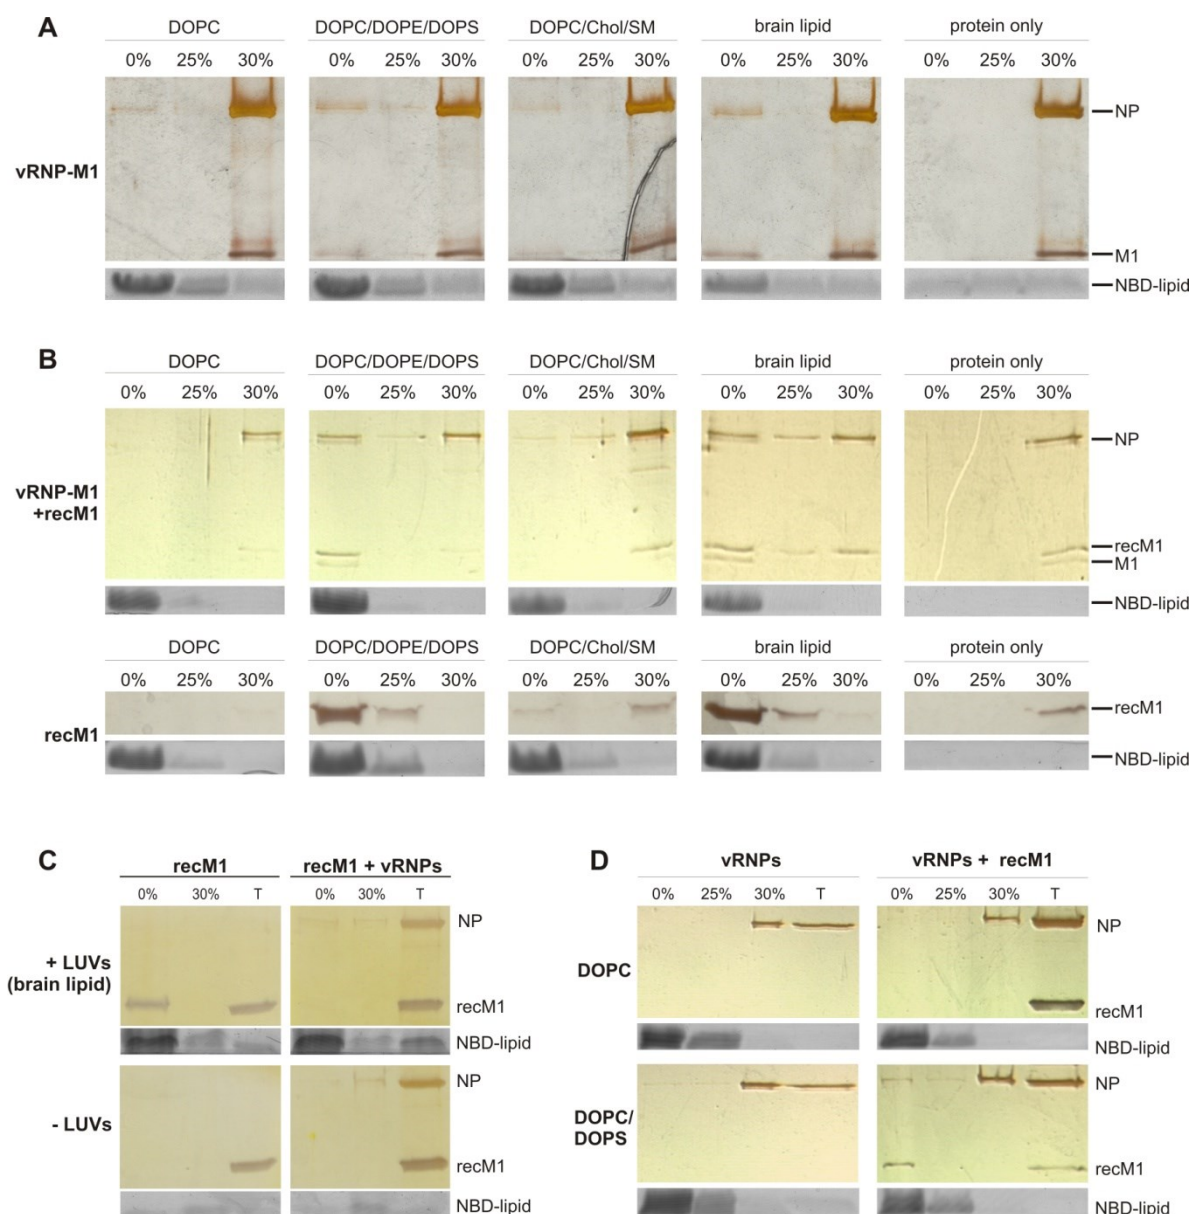 A
DOPC DOPC/DOPE/DOPS DOPC/Chol/SM brain lipid protein only
0% 25% 30% 0% 25% 30% 0% 25% 30% 0% 25% 30% 0% 25% 30%
NP
vRNP-M1
M1
NBD-lipid
B
DOPC DOPC/DOPE/DOPS DOPC/Chol/SM brain lipid protein only
0% 25% 30% 0% 25% 30% 0% 25% 30% 0% 25% 30% 0% 25% 30%
NP
vRNP-M1
+recM1
recM1
M1
NBD-lipid
DOPC DOPC/DOPE/DOPS DOPC/Chol/SM brain lipid protein only
0% 25% 30% 0% 25% 30% 0% 25% 30% 0% 25% 30% 0% 25% 30%
recM1
recM1
NBD-lipid
C
recM1 recM1 + vRNPs
0% 30% T 0% 30% T
NP
+ LUVs
(brain lipid)
recM1
NBD-lipid
NP
- LUVs
recM1
NBD-lipid
D
vRNPs vRNPs + recM1
0% 25% 30% T 0% 25% 30% T
NP
DOPC
recM1
NBD-lipid
NP
DOPC/
DOPS
recM1
NBD-lipid